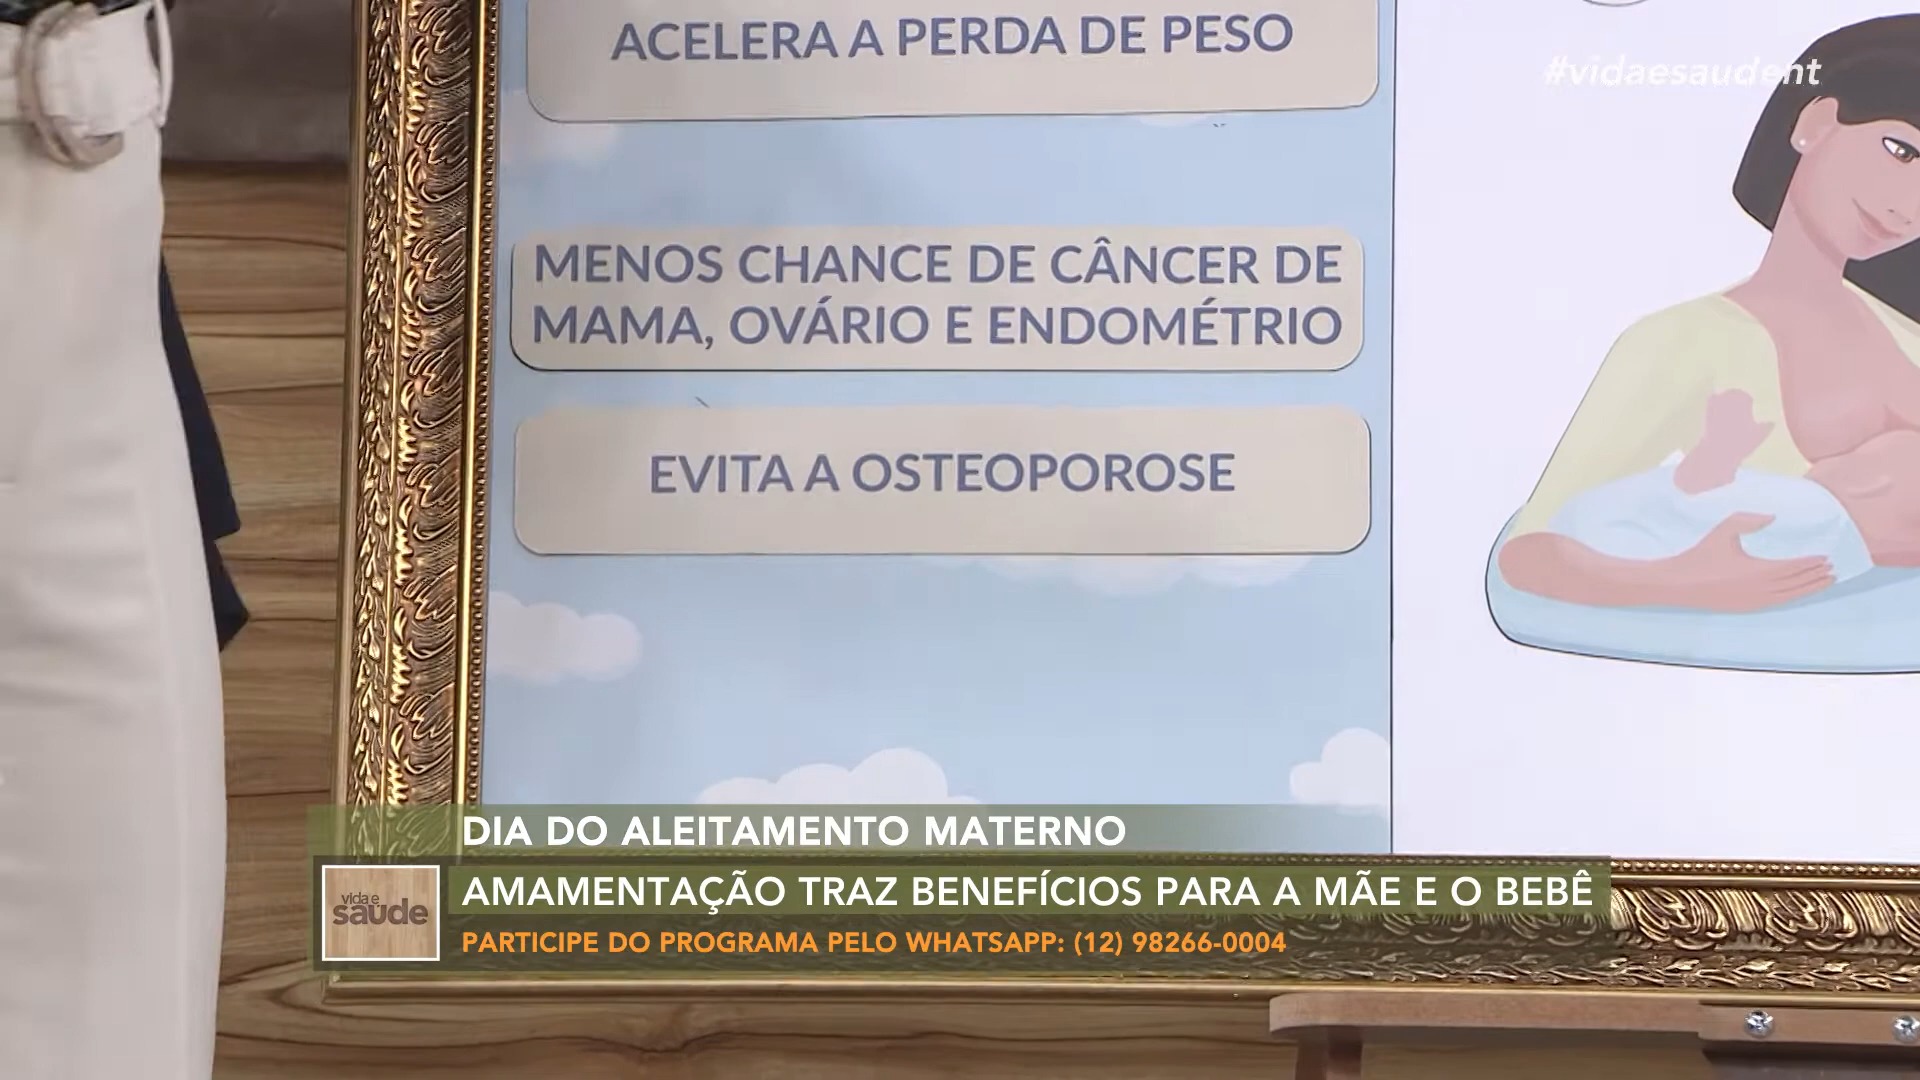 ACELERA A PERDA DE PESO
#vidaesaudent
MENOS CHANCE DE CÂNCER DE
MAMA, OVÁRIO E ENDOMÉTRIO
EVITA A OSTEOPOROSE
DIA DO ALEITAMENTO MATERNO
vida e
saúde
AMAMENTAÇÃO TRAZ BENEFÍCIOS PARA A MÃE E O BEBÊ
PARTICIPE DO PROGRAMA PELO WHATSAPP: (12) 98266-0004